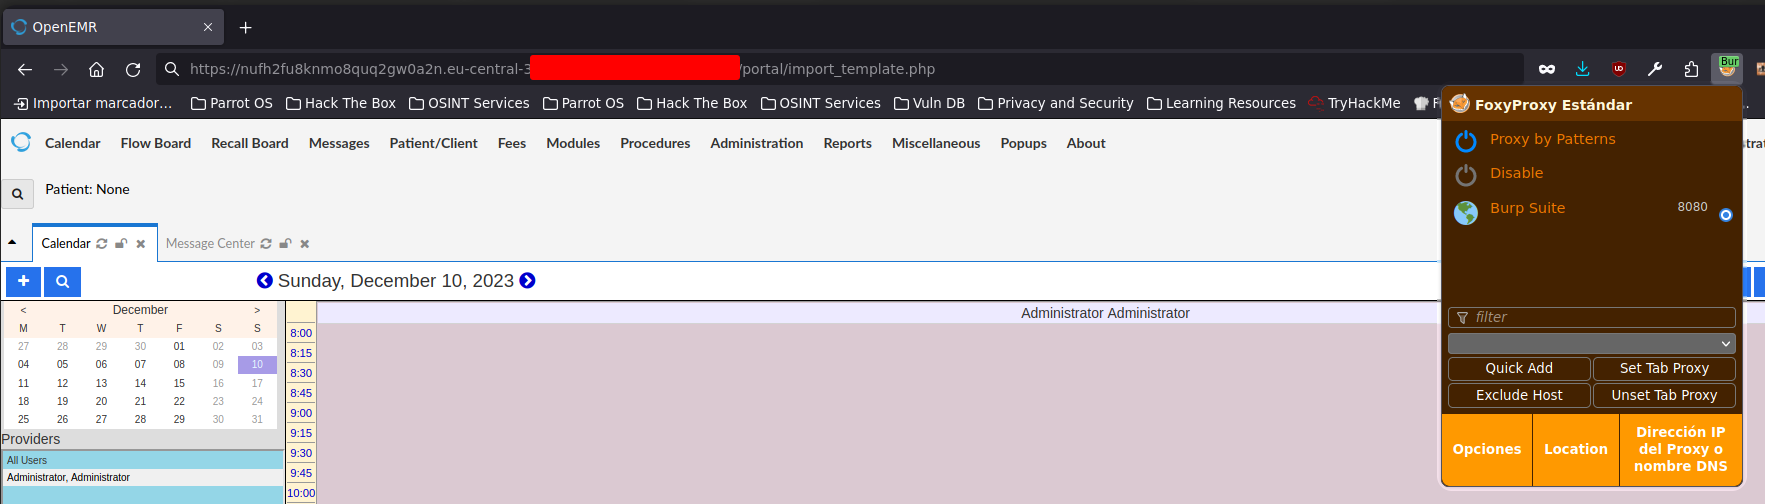 OpenEMR
https://nufh2fu8knmo8quq2gw0a2n.eu-central-3 /portal/import_template.php
Bur
Importar marcador... Parrot OS Hack The Box OSINT Services Parrot OS Hack The Box OSINT Services Vuln DB Privacy and Security Learning Resources TryHackMe
FoxyProxy Estándar
Proxy by Patterns
Disable
Burp Suite 8080
filter
Quick Add Set Tab Proxy
Exclude Host Unset Tab Proxy
Opciones Location Dirección IP
del Proxy o
nombre DNS
Calendar Flow Board Recall Board Messages Patient/Client Fees Modules Procedures Administration Reports Miscellaneous Popups About
Patient: None
Calendar Message Center
Sunday, December 10, 2023
< December >
M T W T F S S
27 28 29 30 01 02 03
04 05 06 07 08 09 10
11 12 13 14 15 16 17
18 19 20 21 22 23 24
25 26 27 28 29 30 31
Providers
All Users
Administrator, Administrator
Administrator Administrator
8:00
8:15
8:30
8:45
9:00
9:15
9:30
9:45
10:00